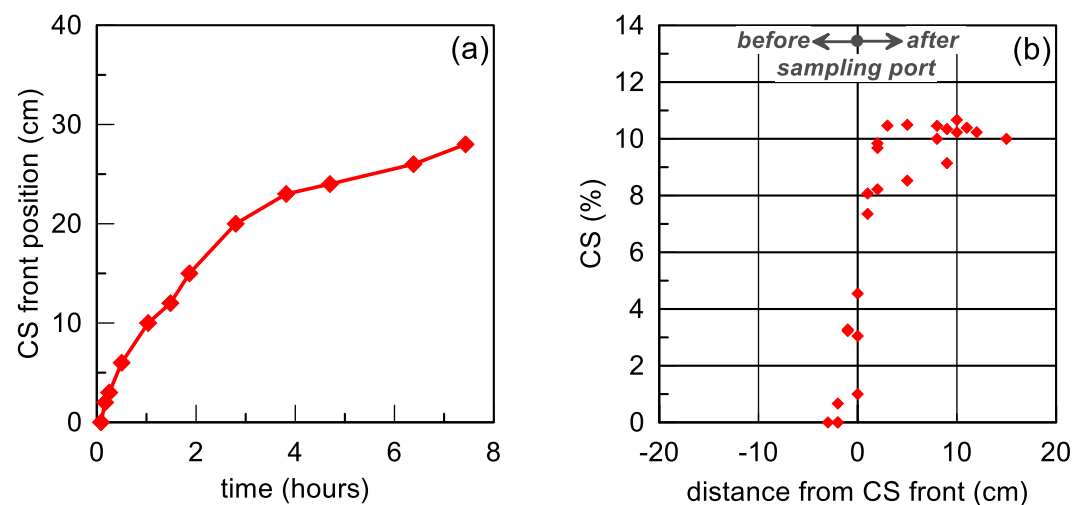 40
30
20
10
0
0 2 4 6 8
CS front position (cm)
time (hours)
(a)
14
12
10
8
6
4
2
0
-20 -10 0 10 20
CS (%)
distance from CS front (cm)
before after
sampling port
(b)